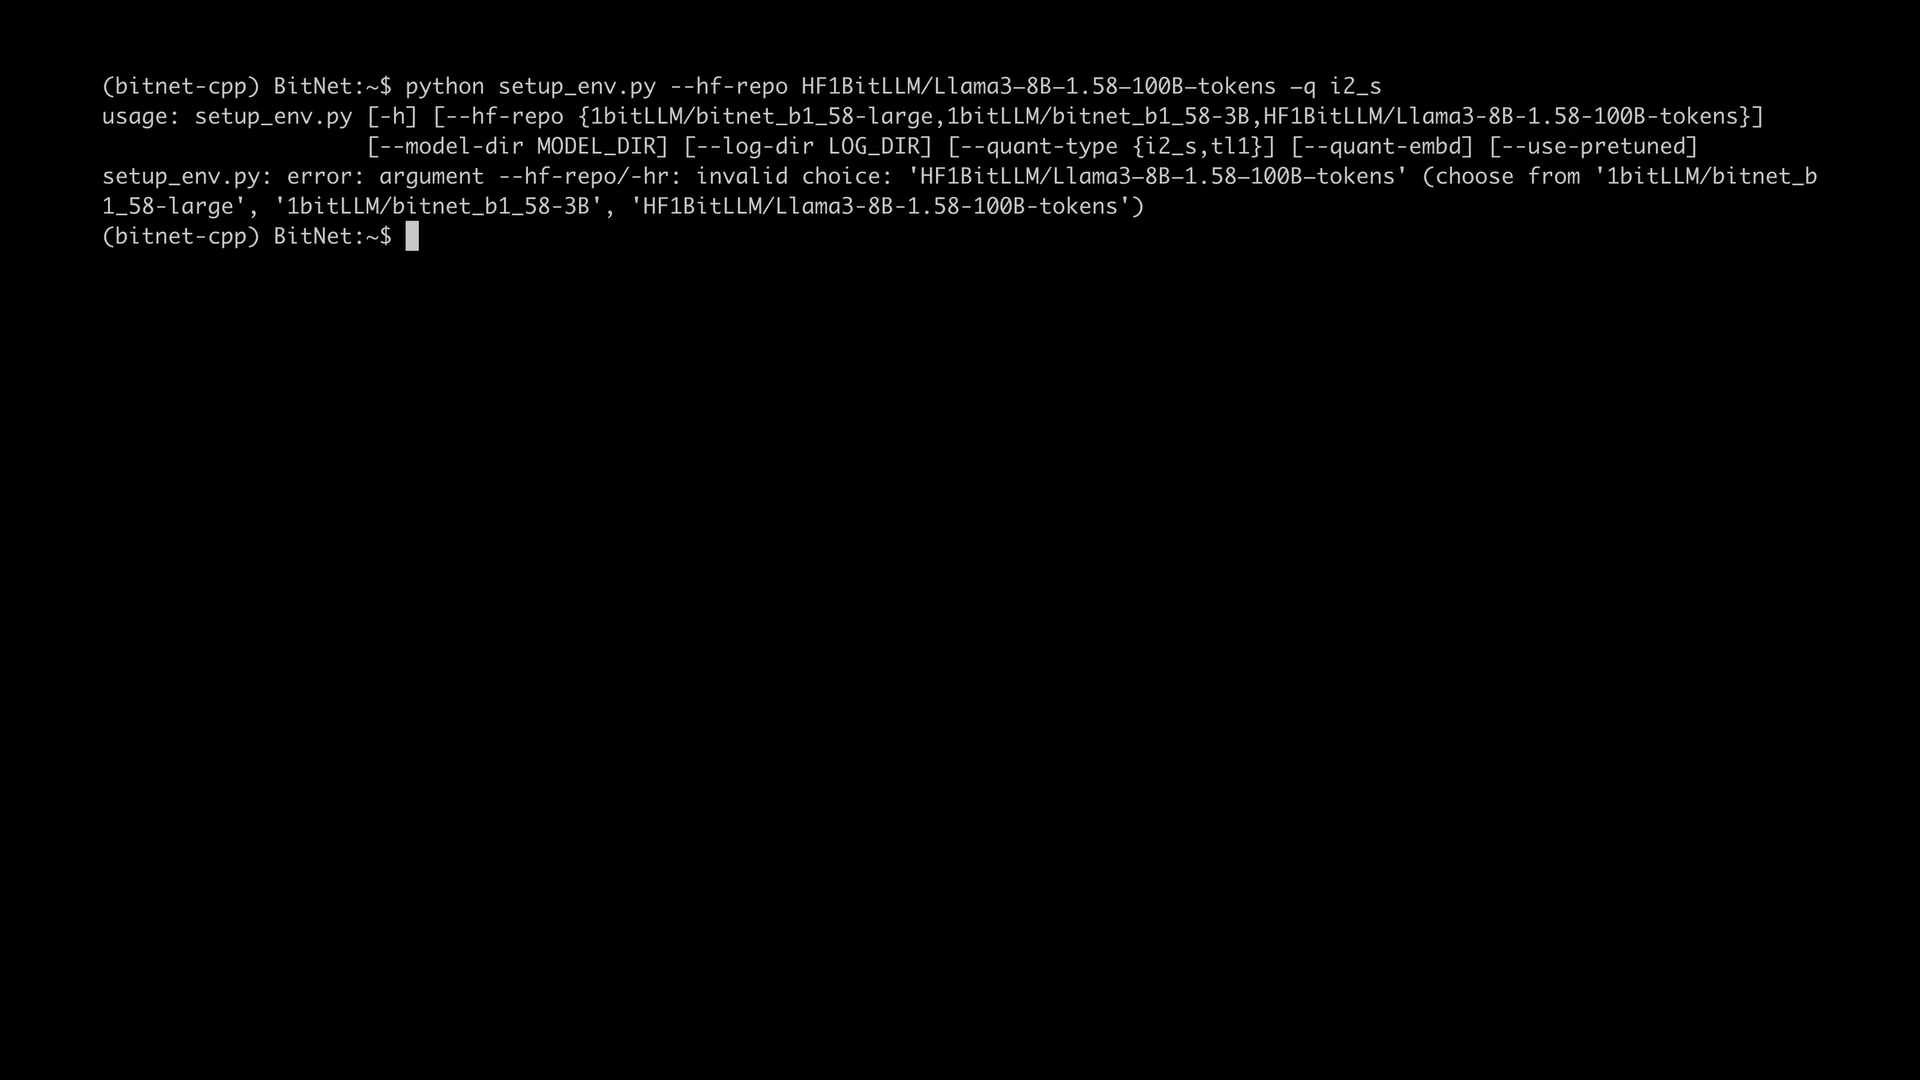 (bitnet-cpp) BitNet:~$ python setup_env.py --hf-repo HF1BitLLM/Llama3–8B–1.58–100B–tokens –q i2_s
usage: setup_env.py [-h] [--hf-repo {1bitLLM/bitnet_b1_58-large,1bitLLM/bitnet_b1_58-3B,HF1BitLLM/Llama3-8B-1.58-100B-tokens}]
[--model-dir MODEL_DIR] [--log-dir LOG_DIR] [--quant-type {i2_s,tl1}] [--quant-embd] [--use-pretuned]
setup_env.py: error: argument --hf-repo/-hr: invalid choice: 'HF1BitLLM/Llama3–8B–1.58–100B–tokens' (choose from '1bitLLM/bitnet_b
1_58-large', '1bitLLM/bitnet_b1_58-3B', 'HF1BitLLM/Llama3-8B-1.58-100B-tokens')
(bitnet-cpp) BitNet:~$